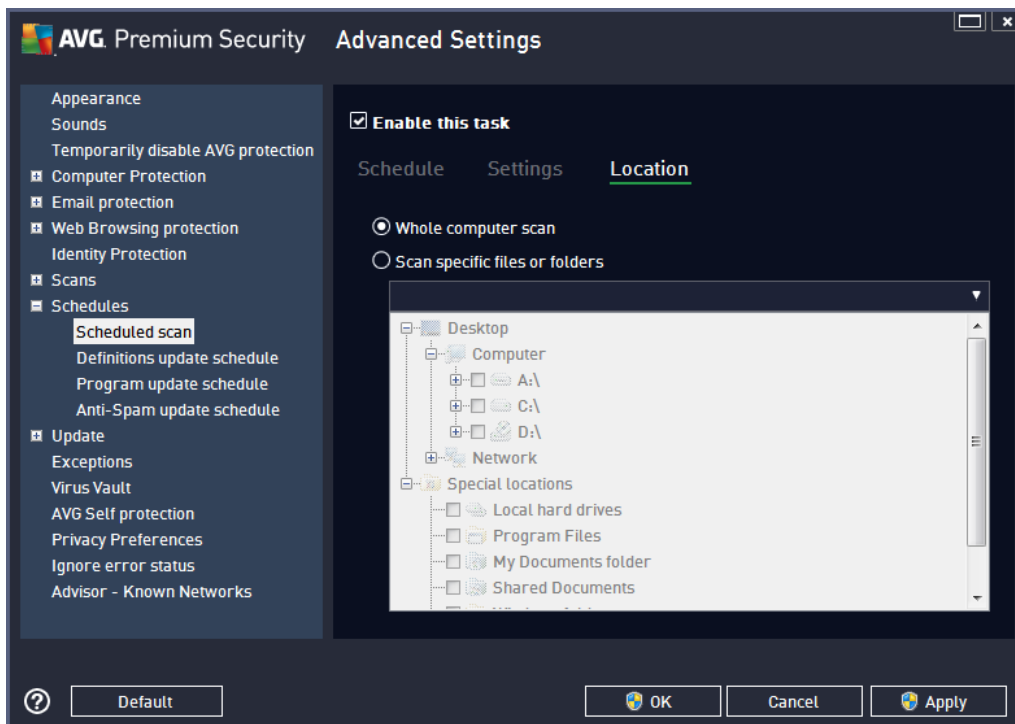 AVG. Premium Security
Advanced Settings
Appearance
Sounds
Temporarily disable AVG protection
Computer Protection
Email protection
Web Browsing protection
Identity Protection
Scans
Schedules
Scheduled scan
Definitions update schedule
Program update schedule
Anti-Spam update schedule
Update
Exceptions
Virus Vault
AVG Self protection
Privacy Preferences
Ignore error status
Advisor - Known Networks
Enable this task
Schedule Settings Location
Whole computer scan
Scan specific files or folders
Desktop
Computer
A:\
C:\
D:\
Network
Special locations
Local hard drives
Program Files
My Documents folder
Shared Documents
Default
OK
Cancel
Apply